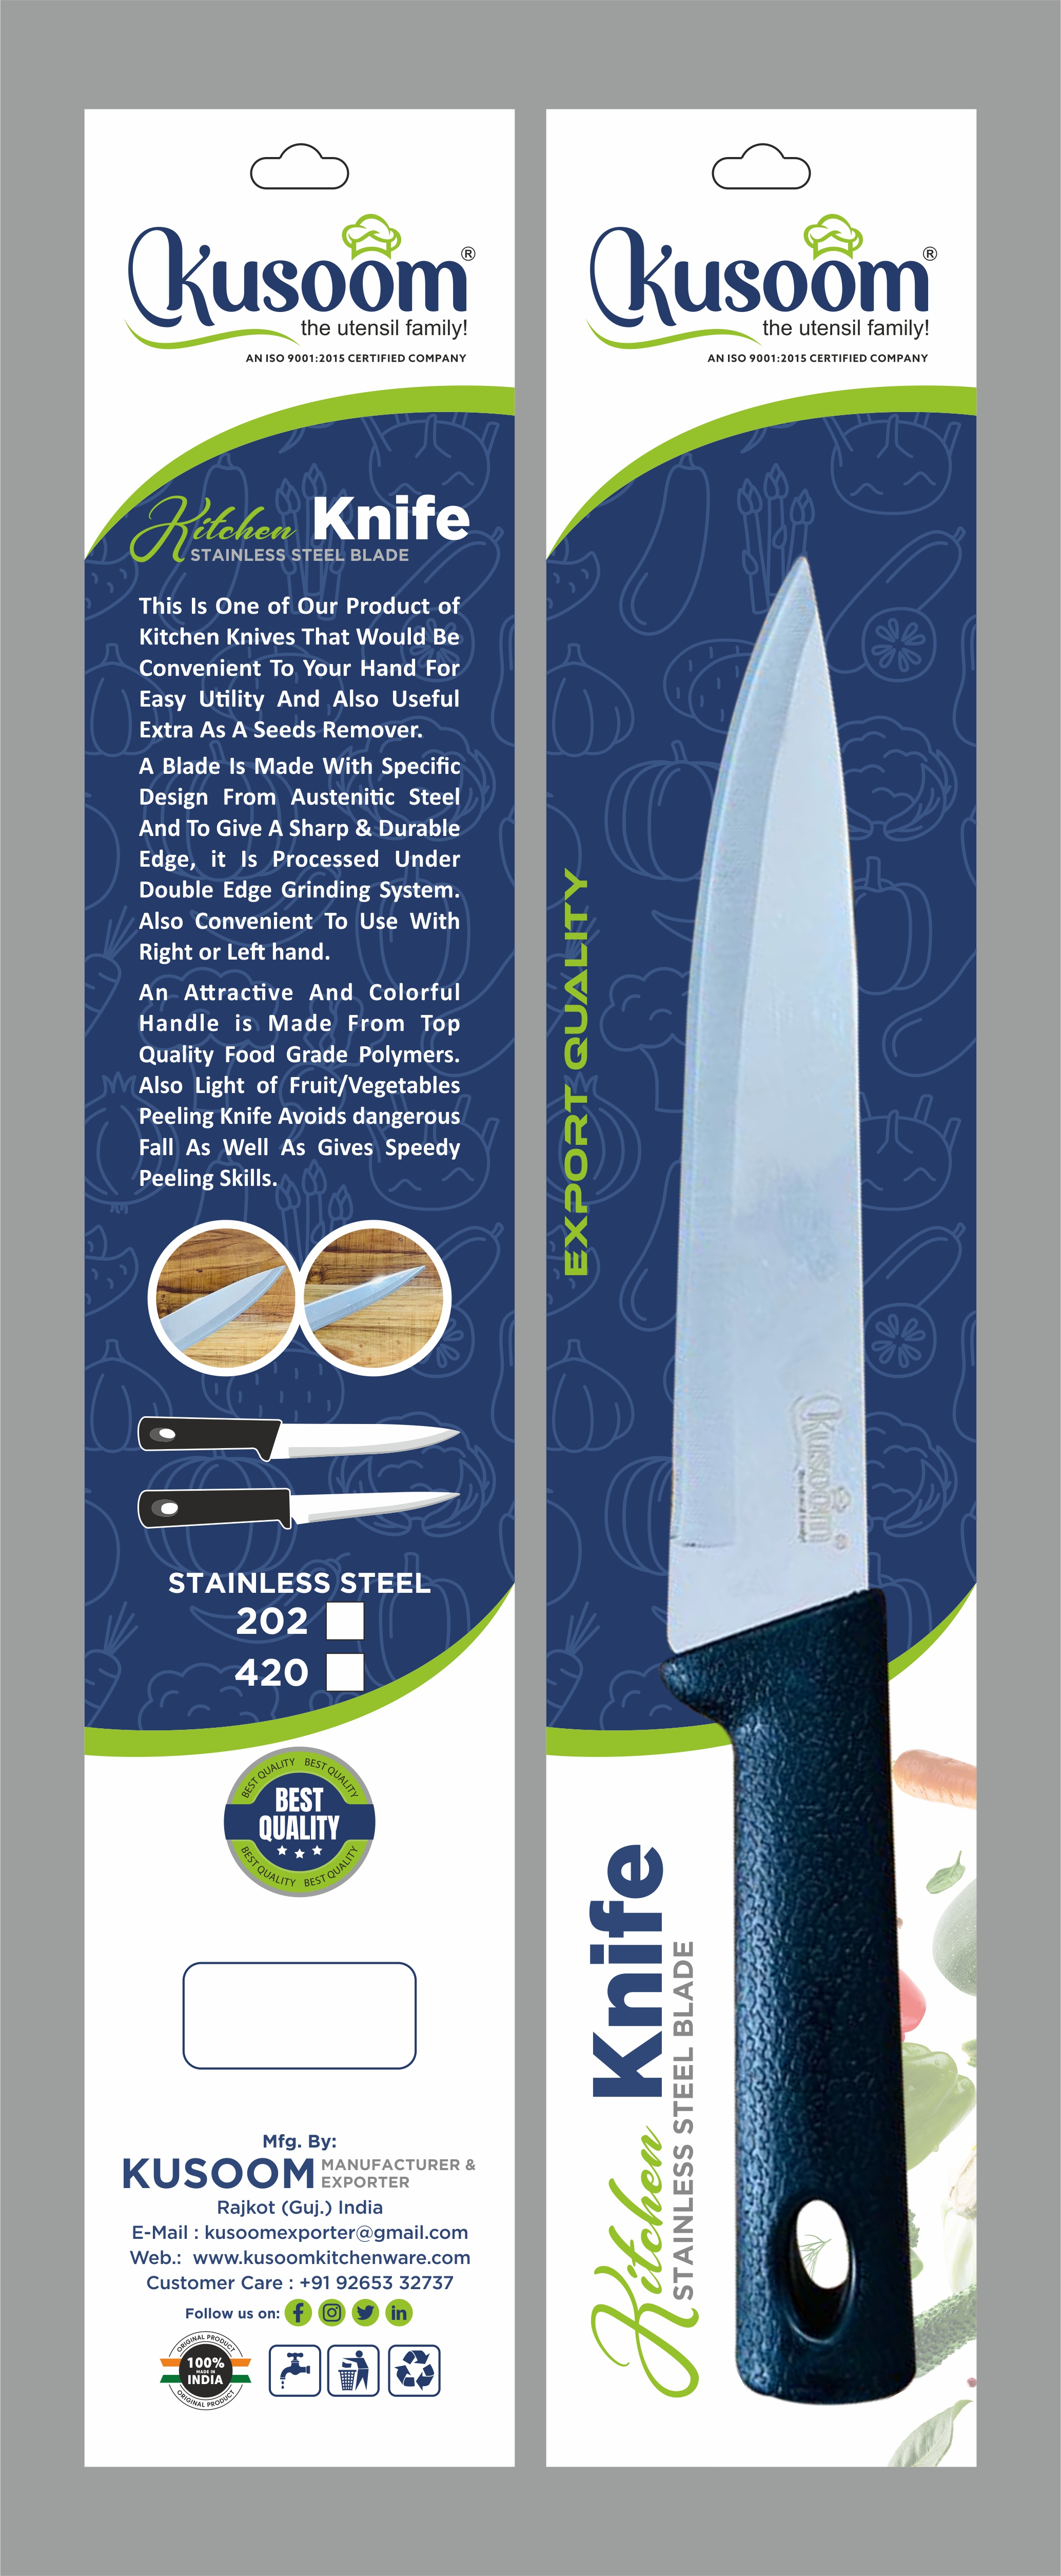 Kusoom®
the utensil family!
AN ISO 9001:2015 CERTIFIED COMPANY
Kitchen Knife
STAINLESS STEEL BLADE
This Is One of Our Product of
Kitchen Knives That Would Be
Convenient To Your Hand For
Easy Utility And Also Useful
Extra As A Seeds Remover.
A Blade Is Made With Specific
Design From Austenitic Steel
And To Give A Sharp & Durable
Edge, it Is Processed Under
Double Edge Grinding System.
Also Convenient To Use With
Right or Left hand.
An Attractive And Colorful
Handle is Made From Top
Quality Food Grade Polymers.
Also Light of Fruit/Vegetables
Peeling Knife Avoids dangerous
Fall As Well As Gives Speedy
Peeling Skills.
STAINLESS STEEL
202
420
BEST QUALITY BEST QUALITY
BEST
QUALITY
BEST QUALITY BEST QUALITY
Mfg. By:
KUSOOM MANUFACTURER &
EXPORTER
Rajkot (Guj.) India
E-Mail : kusoomexporter@gmail.com
Web.: www.kusoomkitchenware.com
Customer Care : +91 92653 32737
Follow us on:
ORIGINAL PRODUCT
100%
MADE IN
INDIA
ORIGINAL PRODUCT
Kusoom®
the utensil family!
AN ISO 9001:2015 CERTIFIED COMPANY
EXPORT QUALITY
Kusoom
Kitchen Knife
STAINLESS STEEL BLADE